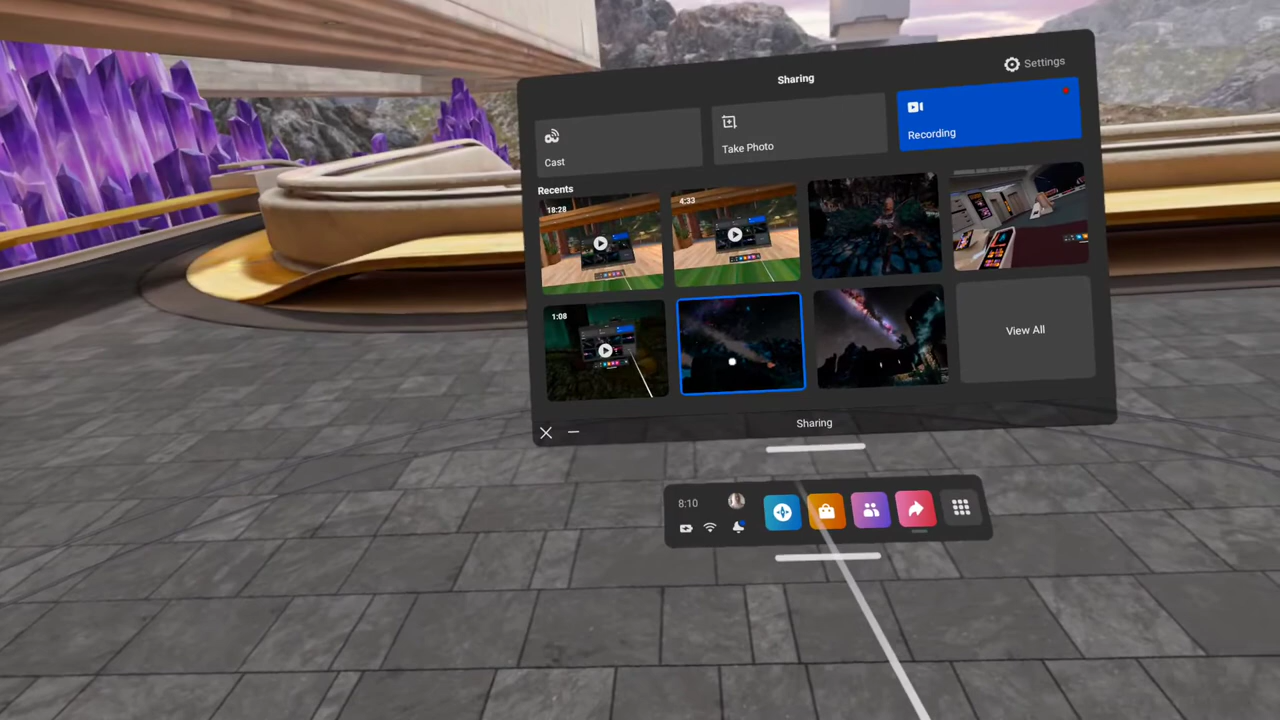 Sharing
Settings
Cast
Take Photo
Recording
Recents
18:28
4:33
1:08
View All
Sharing
8:10